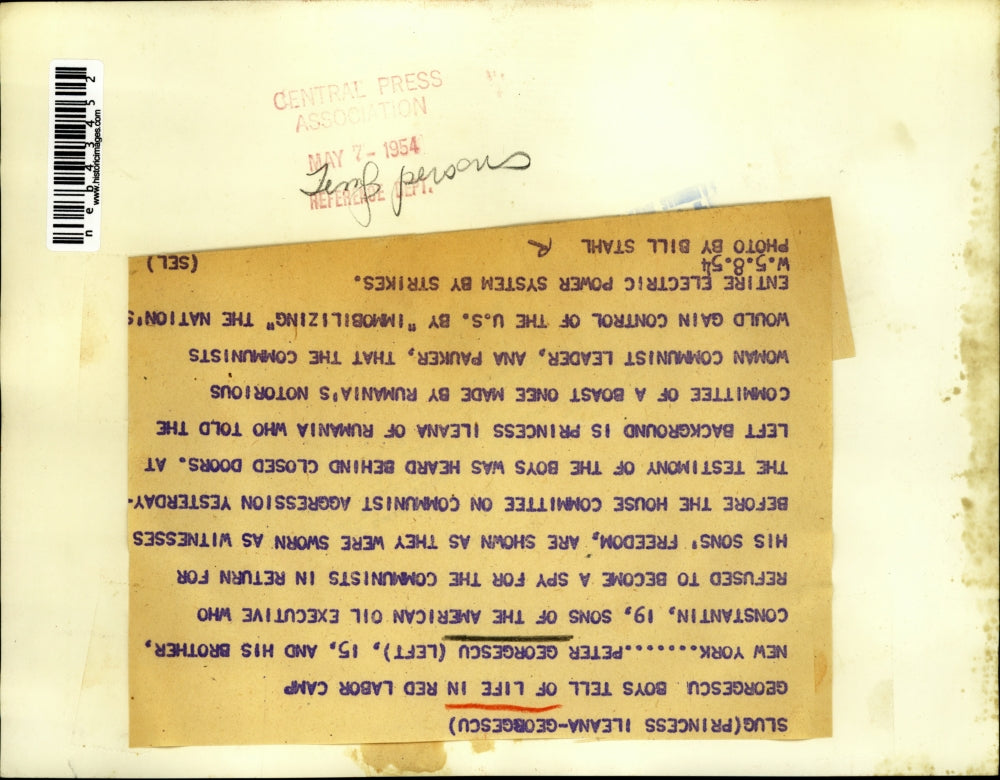 CENTRAL PRESS
ASSOCIATION
MAY 7 - 1954
REFERENCE DEPT.
persons
neb43452
www.historicimages.com
SLUG(PRINCESS ILEANA-GEORGESCU)
GEORGESCU BOYS TELL OF LIFE IN RED LABOR CAMP
NEW YORK........PETER GEORGESCU (LEFT), 15, AND HIS BROTHER,
CONSTANTIN, 19, SONS OF THE AMERICAN OIL EXECUTIVE WHO
REFUSED TO BECOME A SPY FOR THE COMMUNISTS IN RETURN FOR
HIS SONS' FREEDOM, ARE SHOWN AS THEY WERE SWORN AS WITNESSES
BEFORE THE HOUSE COMMITTEE ON COMMUNIST AGGRESSION YESTERDAY.
THE TESTIMONY OF THE BOYS WAS HEARD BEHIND CLOSED DOORS. AT
LEFT BACKGROUND IS PRINCESS ILEANA OF RUMANIA WHO TOLD THE
COMMITTEE OF A BOAST ONCE MADE BY RUMANIA'S NOTORIOUS
WOMAN COMMUNIST LEADER, ANA PAUKER, THAT THE COMMUNISTS
WOULD GAIN CONTROL OF THE U.S. BY "IMMOBILIZING" THE NATION'S
ENTIRE ELECTRIC POWER SYSTEM BY STRIKES.
W.5.8.54 (SEL)
PHOTO BY BILL STAHL R